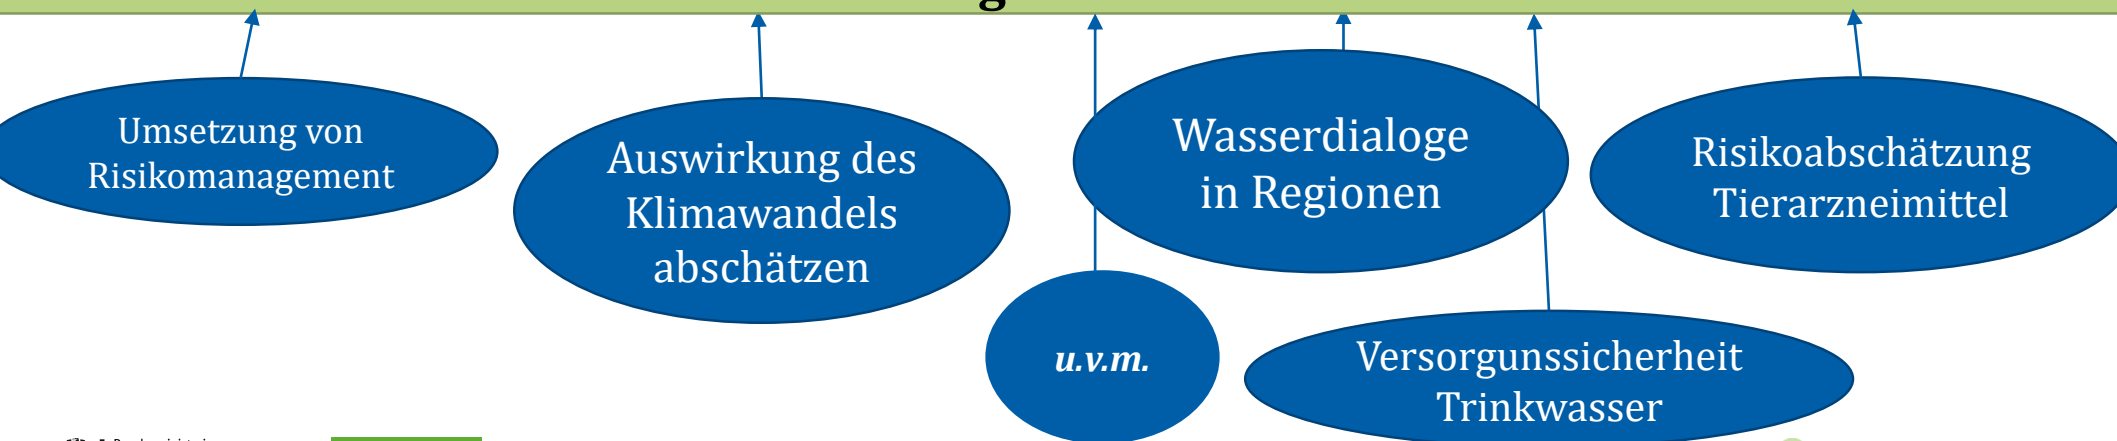 Umsetzung von
Risikomanagement
Auswirkung des
Klimawandels
abschätzen
Wasserdialoge
in Regionen
Risikoabschätzung
Tierarzneimittel
u.v.m.
Versorgunssicherheit
Trinkwasser